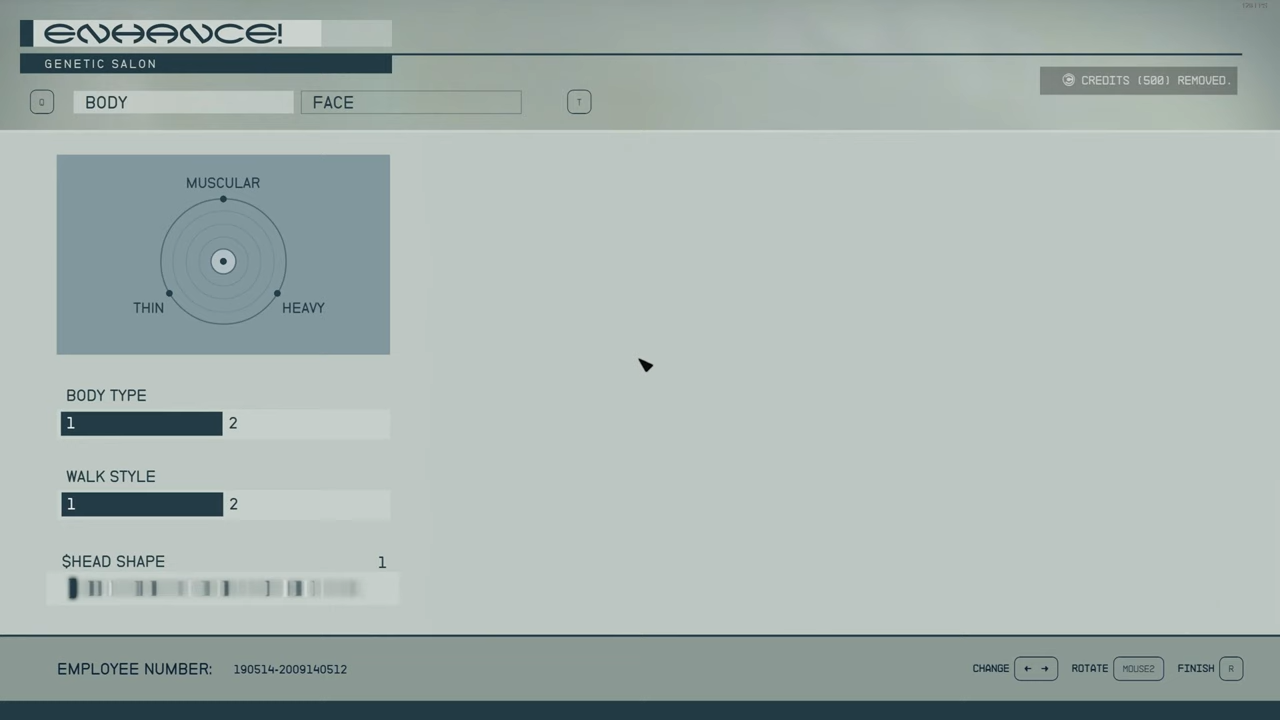 ENHANCE!
GENETIC SALON
CREDITS (500) REMOVED.
Q BODY FACE T
MUSCULAR
THIN HEAVY
BODY TYPE
1 2
WALK STYLE
1 2
$HEAD SHAPE 1
EMPLOYEE NUMBER: 190514-2009140512
CHANGE ← → ROTATE MOUSE2 FINISH R